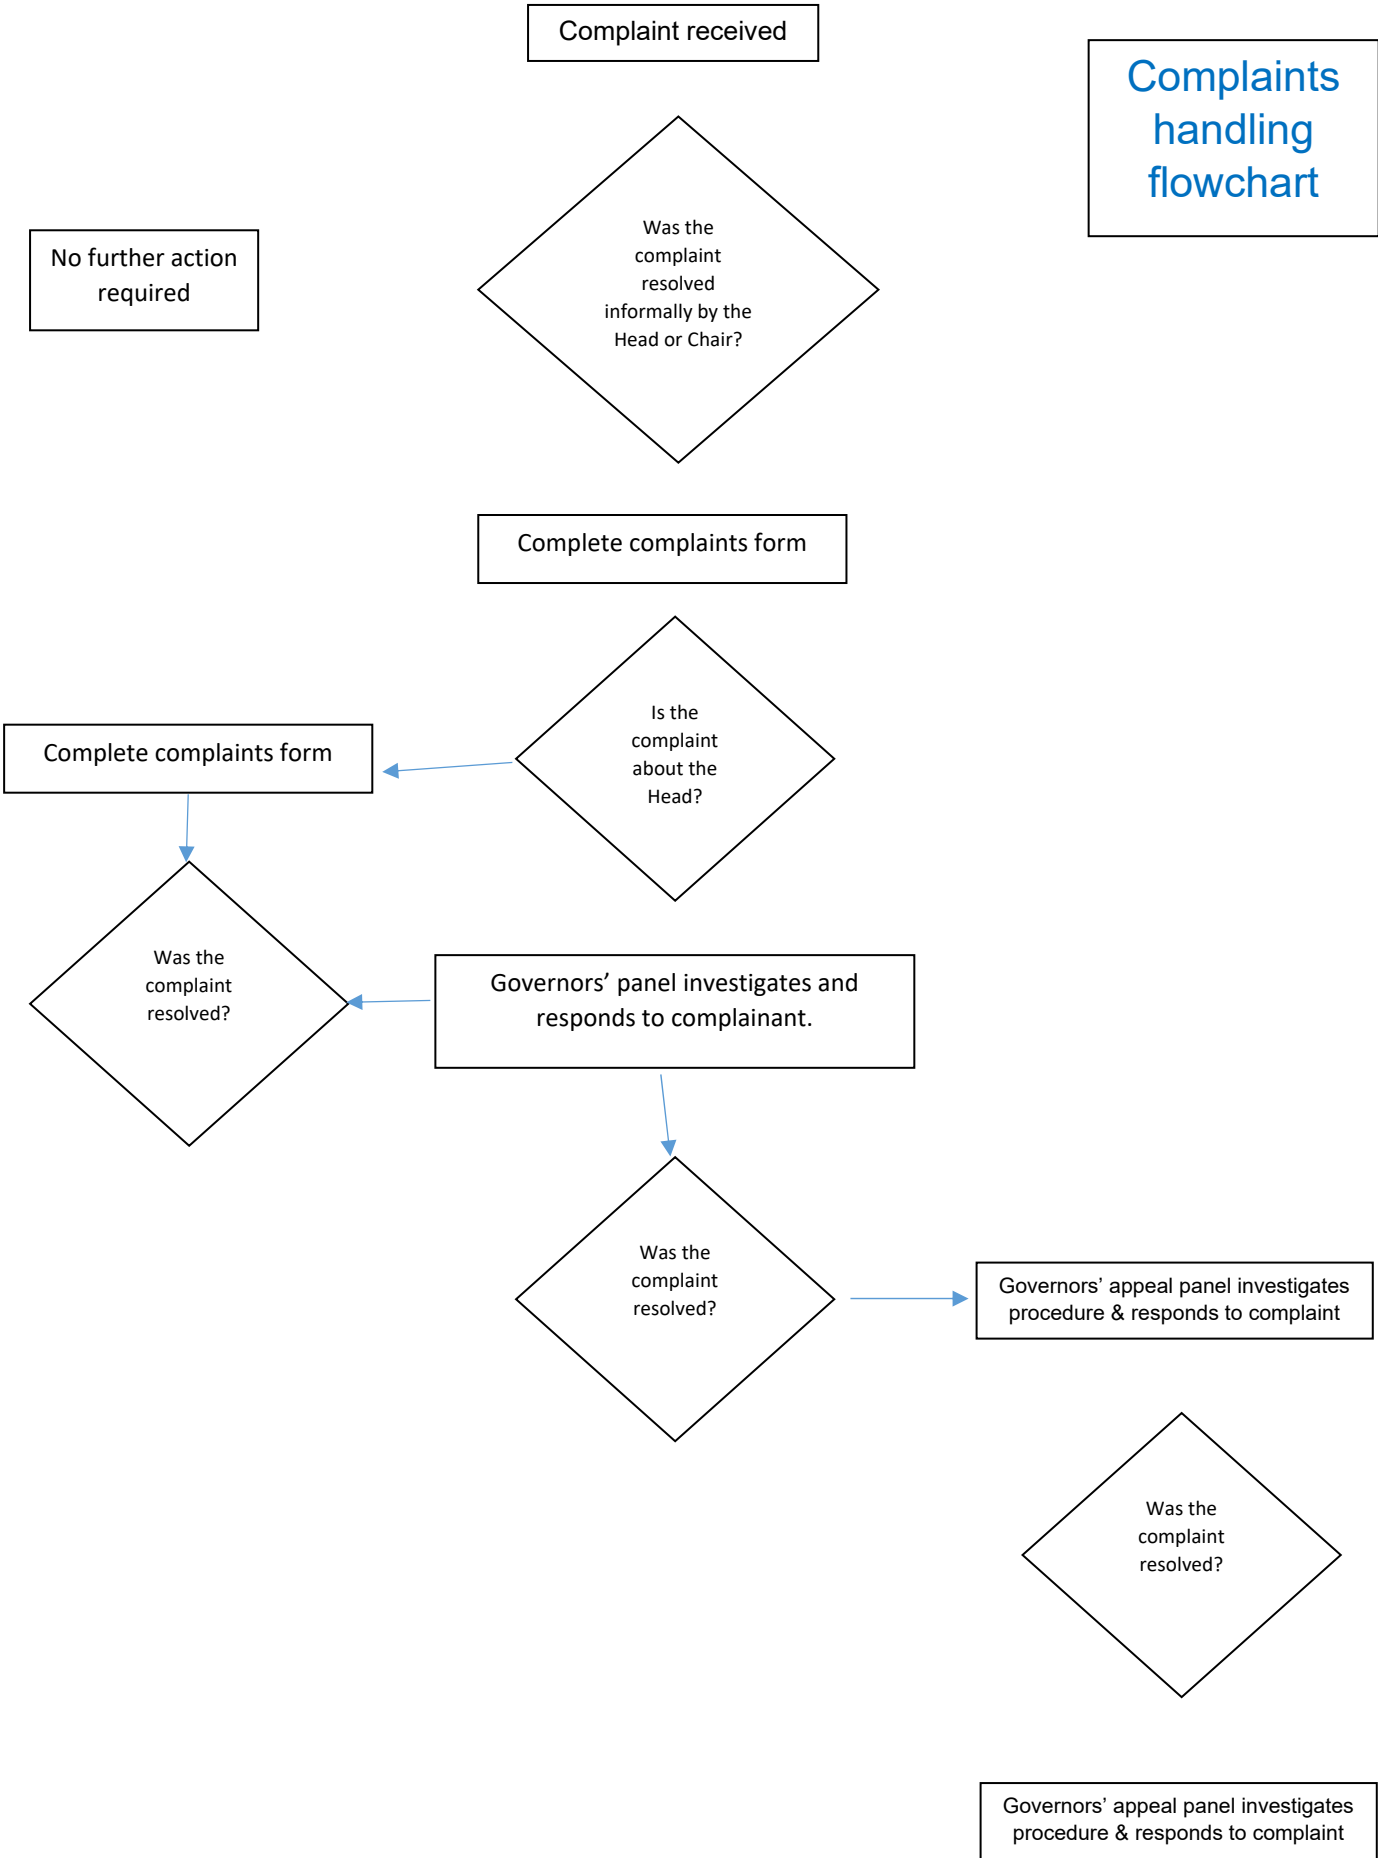 Complaint received
Complaints
handling
flowchart
Was the
complaint
resolved
informally by the
Head or Chair?
No further action
required
Complete complaints form
Is the
complaint
about the
Head?
Complete complaints form
Was the
complaint
resolved?
Governors’ panel investigates and
responds to complainant.
Was the
complaint
resolved?
Governors’ appeal panel investigates
procedure & responds to complaint
Was the
complaint
resolved?
Governors’ appeal panel investigates
procedure & responds to complaint